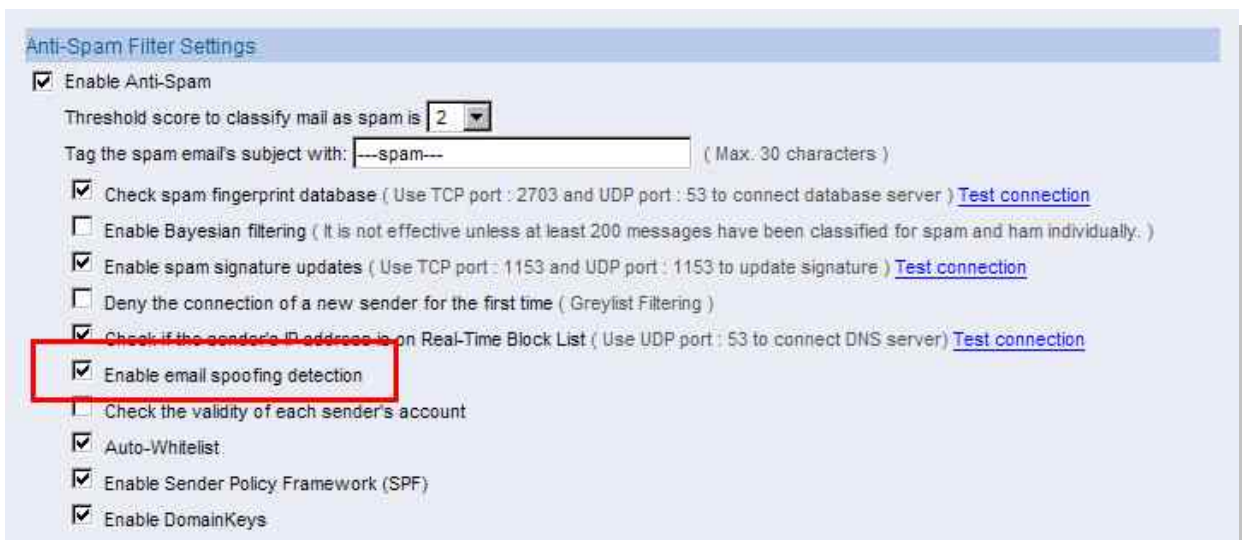 Anti-Spam Filter Settings
Enable Anti-Spam
Threshold score to classify mail as spam is 2
Tag the spam email's subject with: ---spam--- ( Max. 30 characters )
Check spam fingerprint database ( Use TCP port : 2703 and UDP port : 53 to connect database server ) Test connection
Enable Bayesian filtering ( It is not effective unless at least 200 messages have been classified for spam and ham individually. )
Enable spam signature updates ( Use TCP port : 1153 and UDP port : 1153 to update signature ) Test connection
Deny the connection of a new sender for the first time ( Greylist Filtering )
Check if the sender's IP address is on Real-Time Block List ( Use UDP port : 53 to connect DNS server) Test connection
Enable email spoofing detection
Check the validity of each sender's account
Auto-Whitelist
Enable Sender Policy Framework (SPF)
Enable DomainKeys